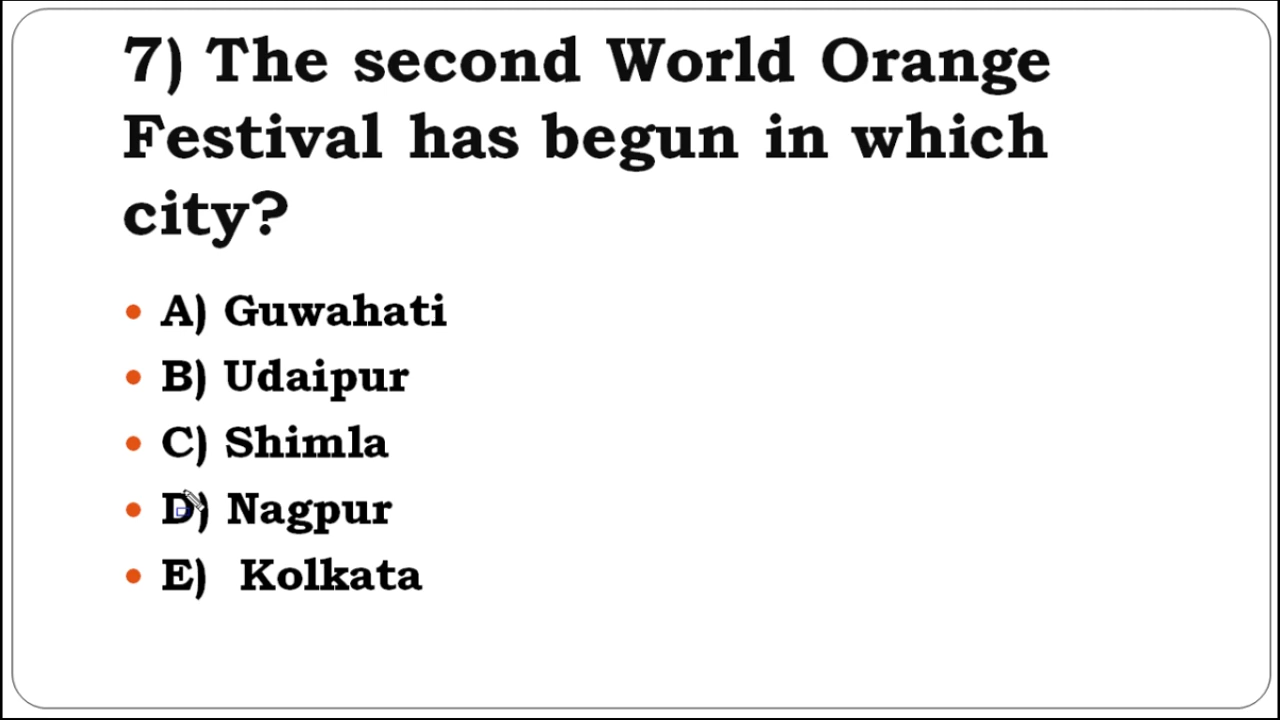 7) The second World Orange
Festival has begun in which
city?
• A) Guwahati
• B) Udaipur
• C) Shimla
• D) Nagpur
• E) Kolkata